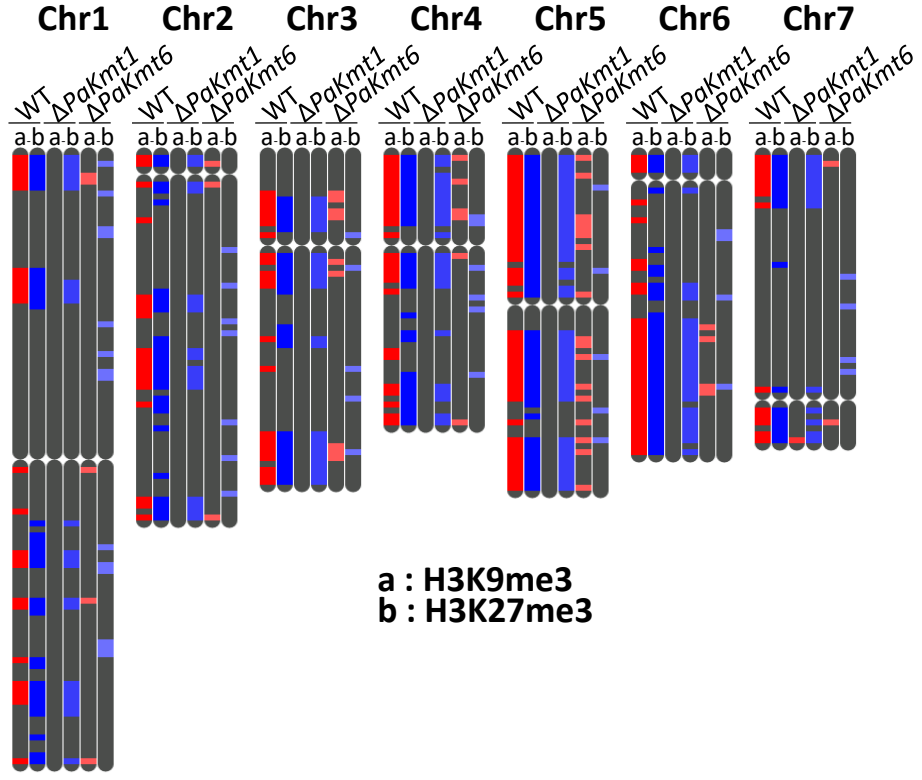 Chr1 Chr2 Chr3 Chr4 Chr5 Chr6 Chr7
WT ΔPaKmt1 ΔPaKmt6 WT ΔPaKmt1 ΔPaKmt6 WT ΔPaKmt1 ΔPaKmt6 WT ΔPaKmt1 ΔPaKmt6 WT ΔPaKmt1 ΔPaKmt6 WT ΔPaKmt1 ΔPaKmt6 WT ΔPaKmt1 ΔPaKmt6
a-b a-b a-b a-b a-b a-b a-b a-b a-b a-b a-b a-b a-b a-b a-b a-b a-b a-b a-b a-b a-b
a : H3K9me3
b : H3K27me3